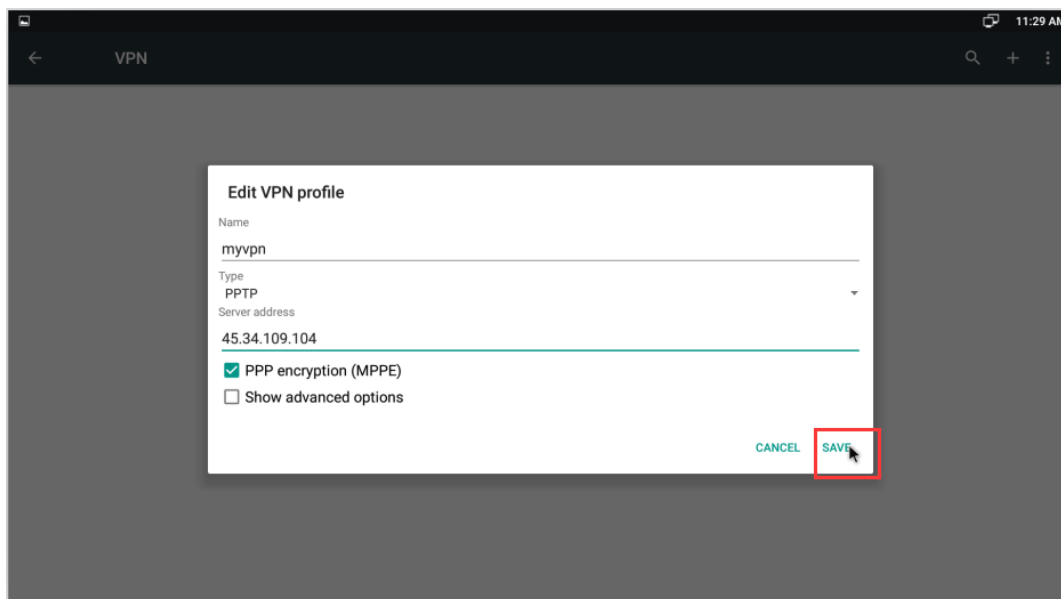 11:29 AM
VPN
Edit VPN profile
Name
myvpn
Type
PPTP
Server address
45.34.109.104
PPP encryption (MPPE)
Show advanced options
CANCEL SAVE